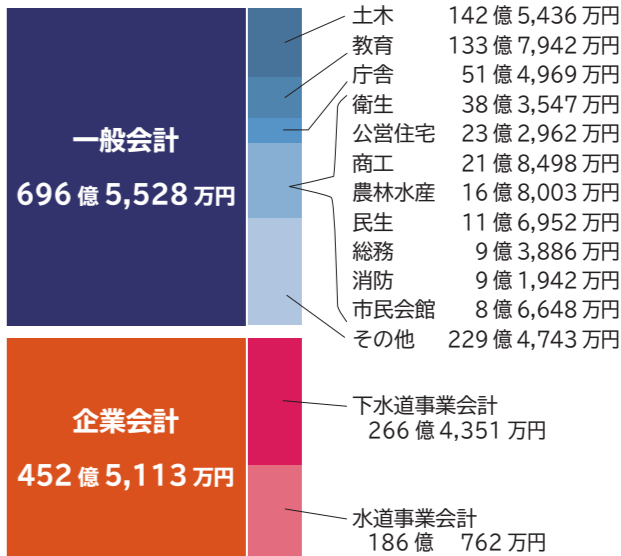 一般会計
696億5,528万円
土木 142億5,436万円
教育 133億7,942万円
庁舎 51億4,969万円
衛生 38億3,547万円
公営住宅 23億2,962万円
商工 21億8,498万円
農林水産 16億8,003万円
民生 11億6,952万円
総務 9億3,886万円
消防 9億1,942万円
市民会館 8億6,648万円
その他 229億4,743万円
企業会計
452億5,113万円
下水道事業会計
266億4,351万円
水道事業会計
186億 762万円